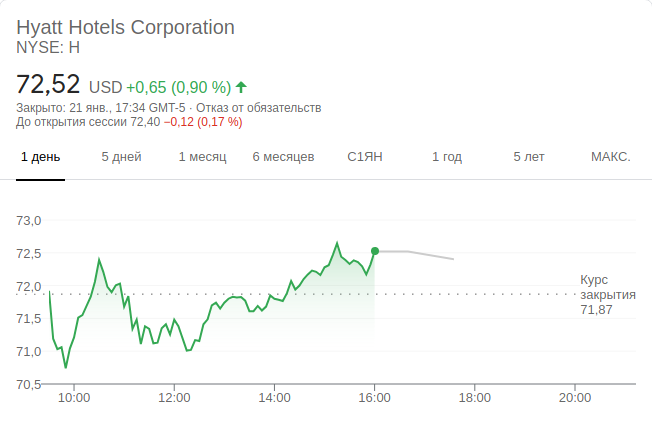 Hyatt Hotels Corporation
NYSE: H
72,52 USD +0,65 (0,90 %)
Закрыто: 21 янв., 17:34 GMT-5 · Отказ от обязательств
До открытия сессии 72,40 −0,12 (0,17 %)
1 день 5 дней 1 месяц 6 месяцев С1ЯН 1 год 5 лет МАКС.
73,0
72,5
72,0
71,5
71,0
70,5
Курс
закрытия
71,87
10:00 12:00 14:00 16:00 18:00 20:00